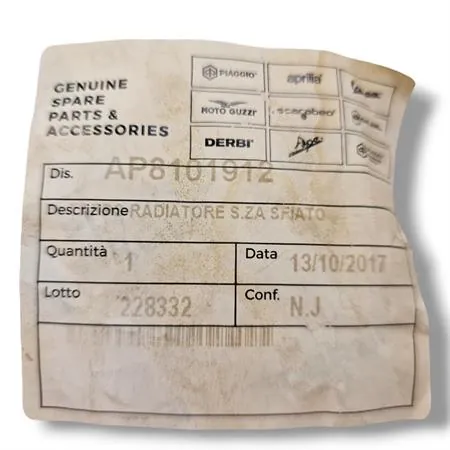 GENUINE
SPARE
PARTS &
ACCESSORIES
PIAGGIO
aprilia
MOTO GUZZI
scarabeo
DERBI
Ape
Dis. AP8101912
Descrizione RADIATORE S.ZA SFIATO
Quantità 1 Data 13/10/2017
Lotto 228332 Conf. N.J